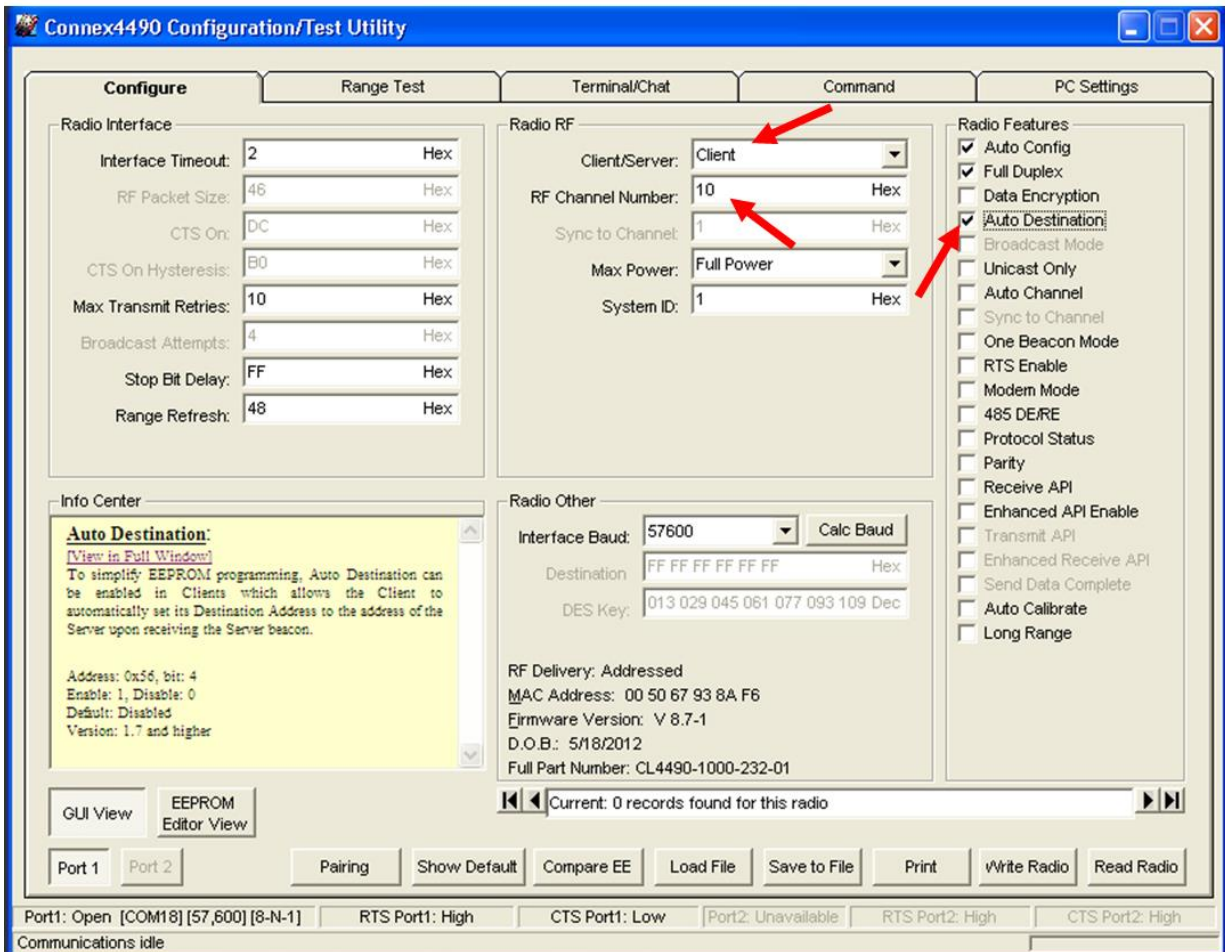 Connex4490 Configuration/Test Utility
Configure
Range Test
Terminal/Chat
Command
PC Settings
Radio Interface
Interface Timeout: 2 Hex
RF Packet Size: 46 Hex
CTS On: DC Hex
CTS On Hysteresis: B0 Hex
Max Transmit Retries: 10 Hex
Broadcast Attempts: 4 Hex
Stop Bit Delay: FF Hex
Range Refresh: 48 Hex
Radio RF
Client/Server: Client
RF Channel Number: 10 Hex
Sync to Channel: 1 Hex
Max Power: Full Power
System ID: 1 Hex
Radio Features
Auto Config
Full Duplex
Data Encryption
Auto Destination
Broadcast Mode
Unicast Only
Auto Channel
Sync to Channel
One Beacon Mode
RTS Enable
Modem Mode
485 DE/RE
Protocol Status
Parity
Receive API
Enhanced API Enable
Transmit API
Enhanced Receive API
Send Data Complete
Auto Calibrate
Long Range
Info Center
Auto Destination:
[View in Full Window]
To simplify EEPROM programming, Auto Destination can
be enabled in Clients which allows the Client to
automatically set its Destination Address to the address of the
Server upon receiving the Server beacon.
Address: 0x56, bit: 4
Enable: 1, Disable: 0
Default: Disabled
Version: 1.7 and higher
Radio Other
Interface Baud: 57600 Calc Baud
Destination FF FF FF FF FF FF Hex
DES Key: 013 029 045 061 077 093 109 Dec
RF Delivery: Addressed
MAC Address: 00 50 67 93 8A F6
Firmware Version: V 8.7-1
D.O.B.: 5/18/2012
Full Part Number: CL4490-1000-232-01
GUI View
EEPROM
Editor View
Current: 0 records found for this radio
Port 1
Port 2
Pairing
Show Default
Compare EE
Load File
Save to File
Print
Write Radio
Read Radio
Port1: Open [COM18] [57,600] [8-N-1]
RTS Port1: High
CTS Port1: Low
Port2: Unavailable
RTS Port2: High
CTS Port2: High
Communications idle